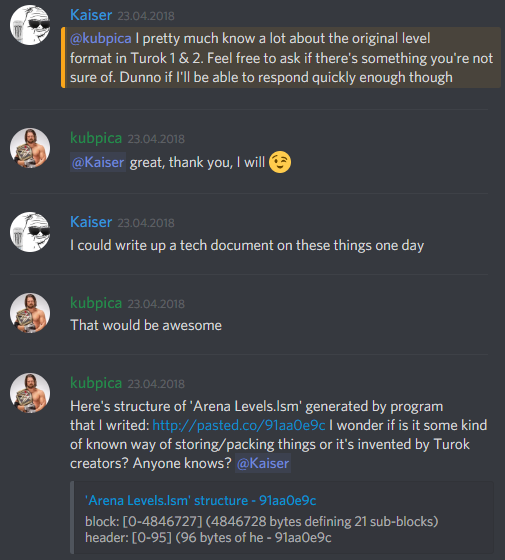 Kaiser 23.04.2018
@kubpica I pretty much know a lot about the original level
format in Turok 1 & 2. Feel free to ask if there's something you're not
sure of. Dunno if I'll be able to respond quickly enough though
kubpica 23.04.2018
@Kaiser great, thank you, I will
Kaiser 23.04.2018
I could write up a tech document on these things one day
kubpica 23.04.2018
That would be awesome
kubpica 23.04.2018
Here's structure of 'Arena Levels.lsm' generated by program
that I writed: http://pasted.co/91aa0e9c I wonder if is it some kind
of known way of storing/packing things or it's invented by Turok
creators? Anyone knows? @Kaiser
'Arena Levels.lsm' structure - 91aa0e9c
block: [0-4846727] (4846728 bytes defining 21 sub-blocks)
header: [0-95] (96 bytes of he - 91aa0e9c